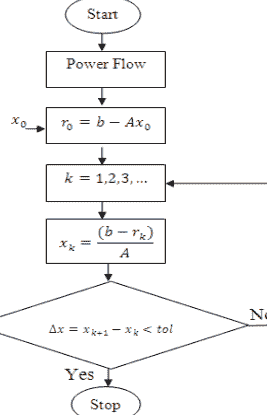 Start
Power Flow
x₀
r₀ = b − Ax₀
k = 1,2,3, …
xₖ = (b − rₖ) / A
Δx = xₖ₊₁ − xₖ < tol
Yes
Stop